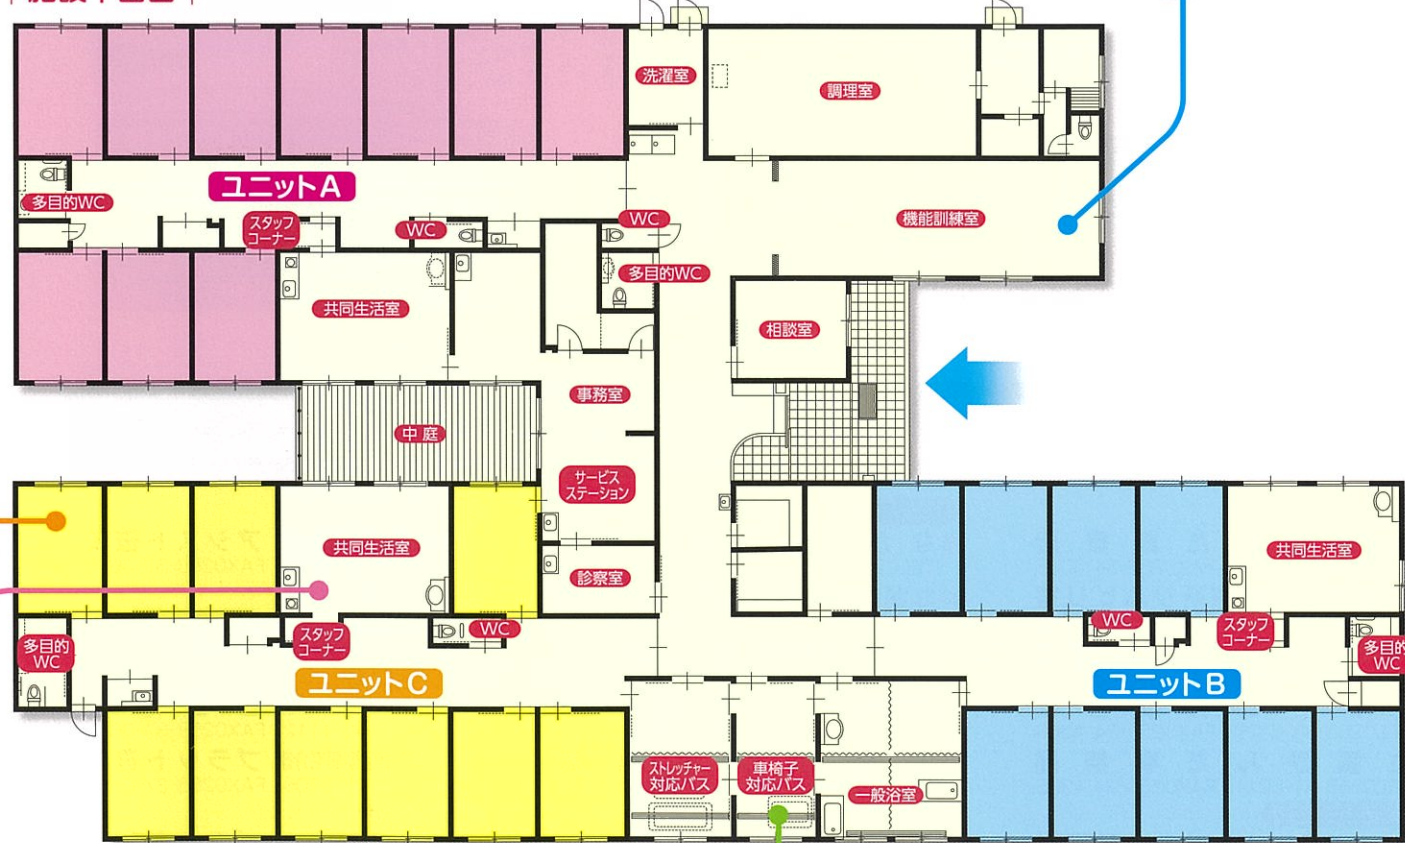 洗濯室
調理室
ユニットA
多目的WC
スタッフ
コーナー
WC
WC
機能訓練室
多目的WC
共同生活室
相談室
事務室
中庭
サービス
ステーション
共同生活室
診察室
共同生活室
多目的
WC
スタッフ
コーナー
WC
WC
スタッフ
コーナー
多目的
WC
ユニットC
ユニットB
ストレッチャー
対応バス
車椅子
対応バス
一般浴室